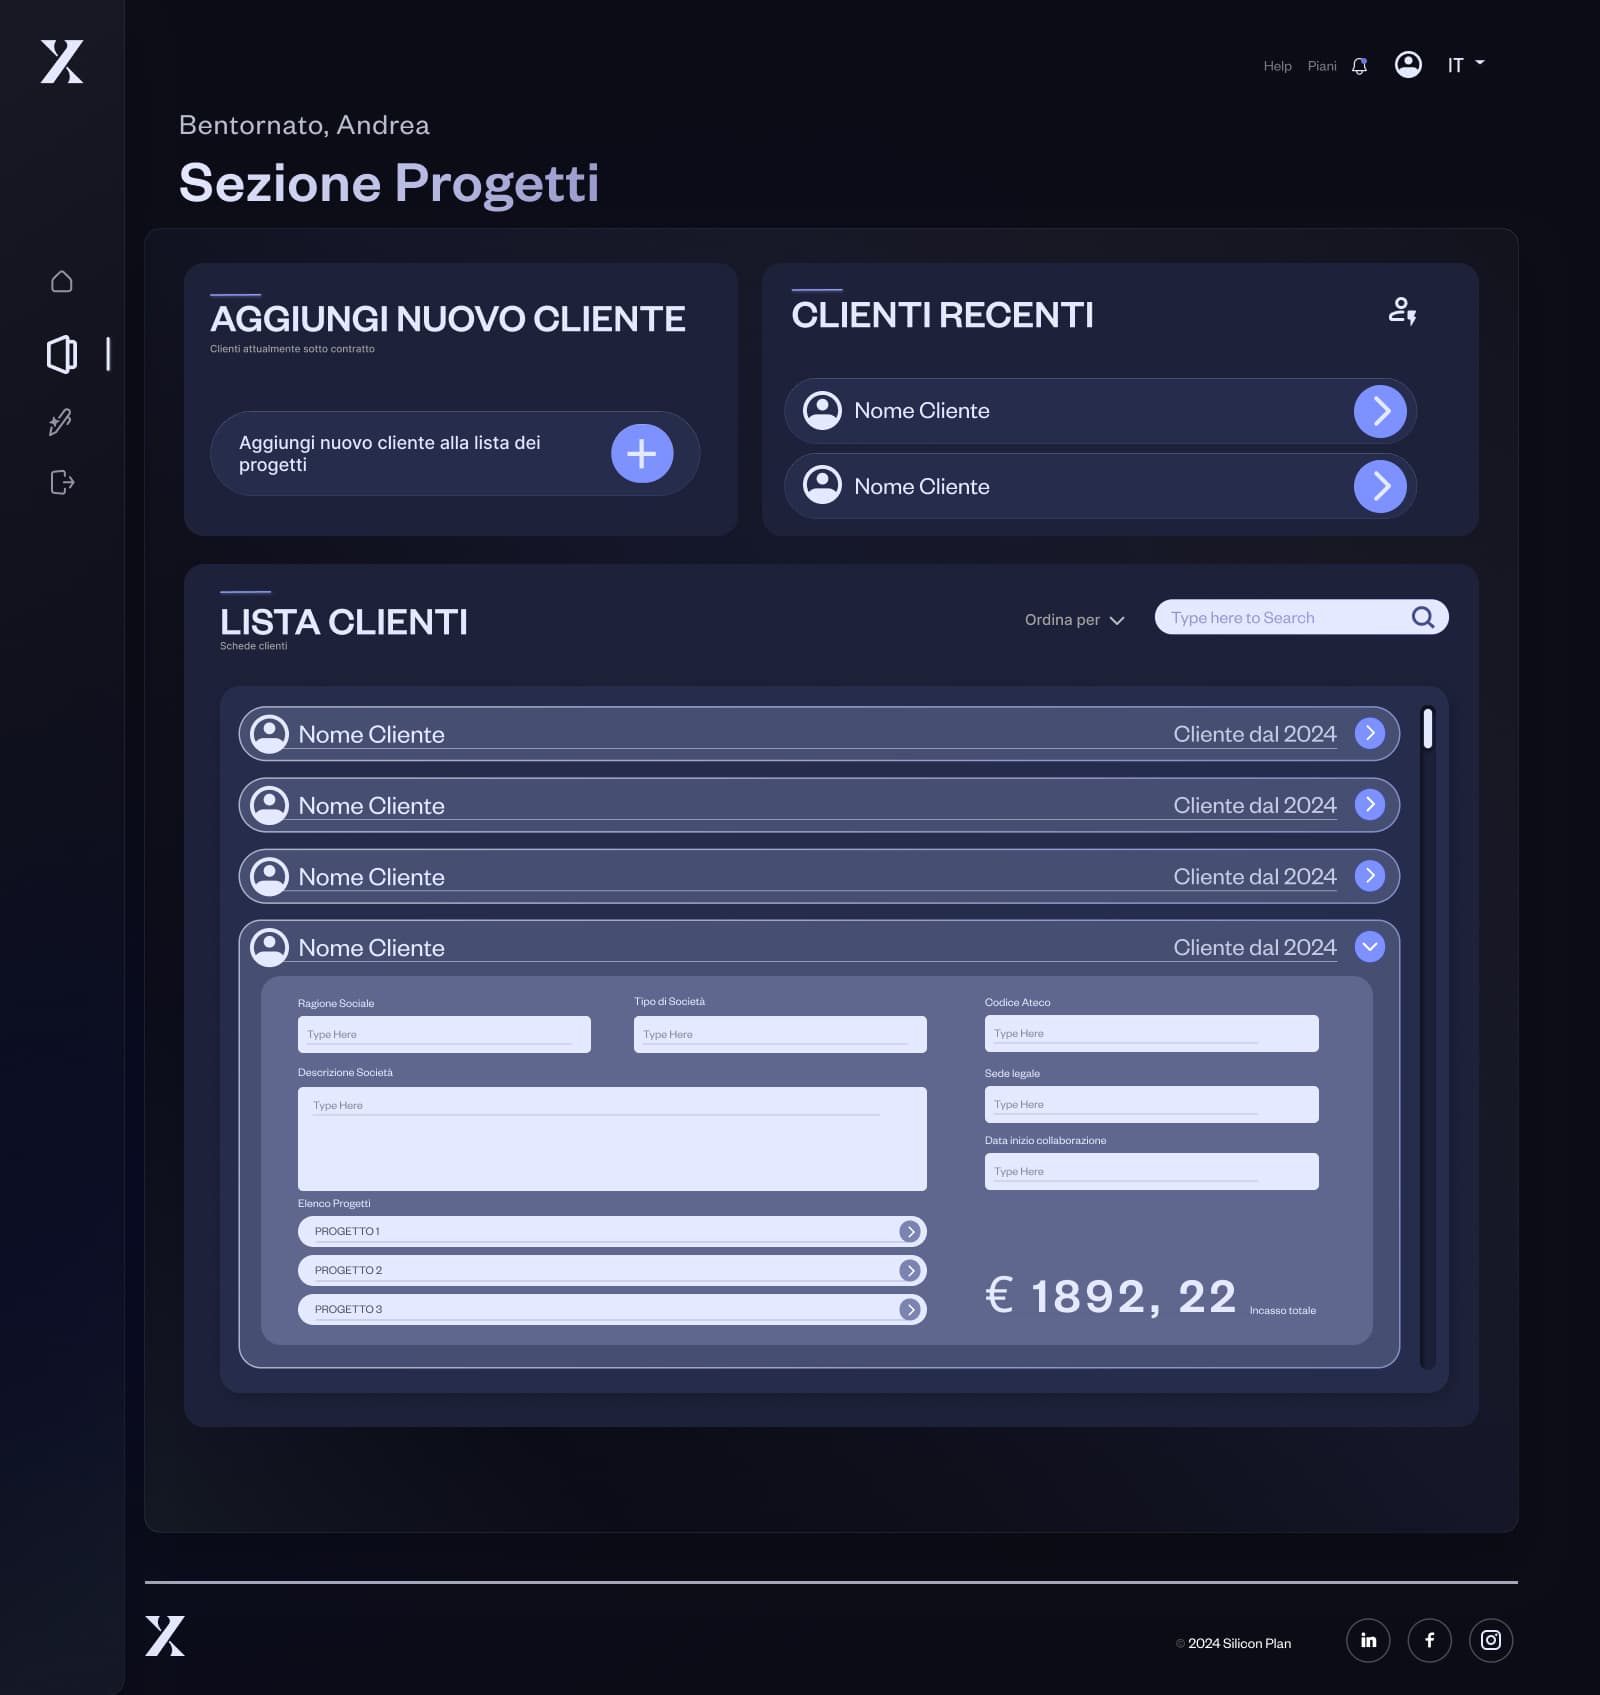 Help Piani IT
Bentornato, Andrea
Sezione Progetti
AGGIUNGI NUOVO CLIENTE
Clienti attualmente sotto contratto
Aggiungi nuovo cliente alla lista dei
progetti
CLIENTI RECENTI
Nome Cliente
Nome Cliente
LISTA CLIENTI
Schede clienti
Ordina per
Type here to Search
Nome Cliente Cliente dal 2024
Nome Cliente Cliente dal 2024
Nome Cliente Cliente dal 2024
Nome Cliente Cliente dal 2024
Ragione Sociale
Type Here
Tipo di Società
Type Here
Codice Ateco
Type Here
Descrizione Società
Type Here
Sede legale
Type Here
Data inizio collaborazione
Type Here
Elenco Progetti
PROGETTO 1
PROGETTO 2
PROGETTO 3
€ 1892, 22 Incasso totale
© 2024 Silicon Plan